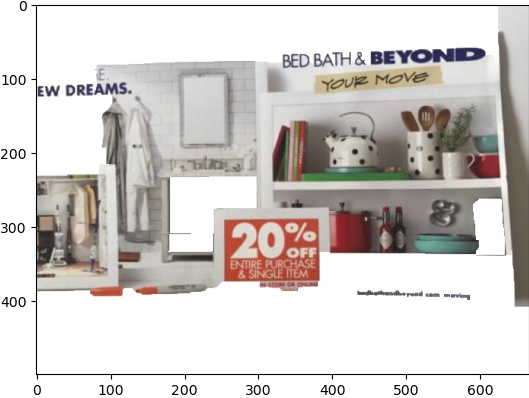 0
BED BATH & BEYOND
E.
YOUR MOVE
EW DREAMS.
100
200
300
400
20%
OFF
ENTIRE PURCHASE
& SINGLE ITEM
IN-STORE OR ONLINE
bedbathandbeyond com moving
0 100 200 300 400 500 600